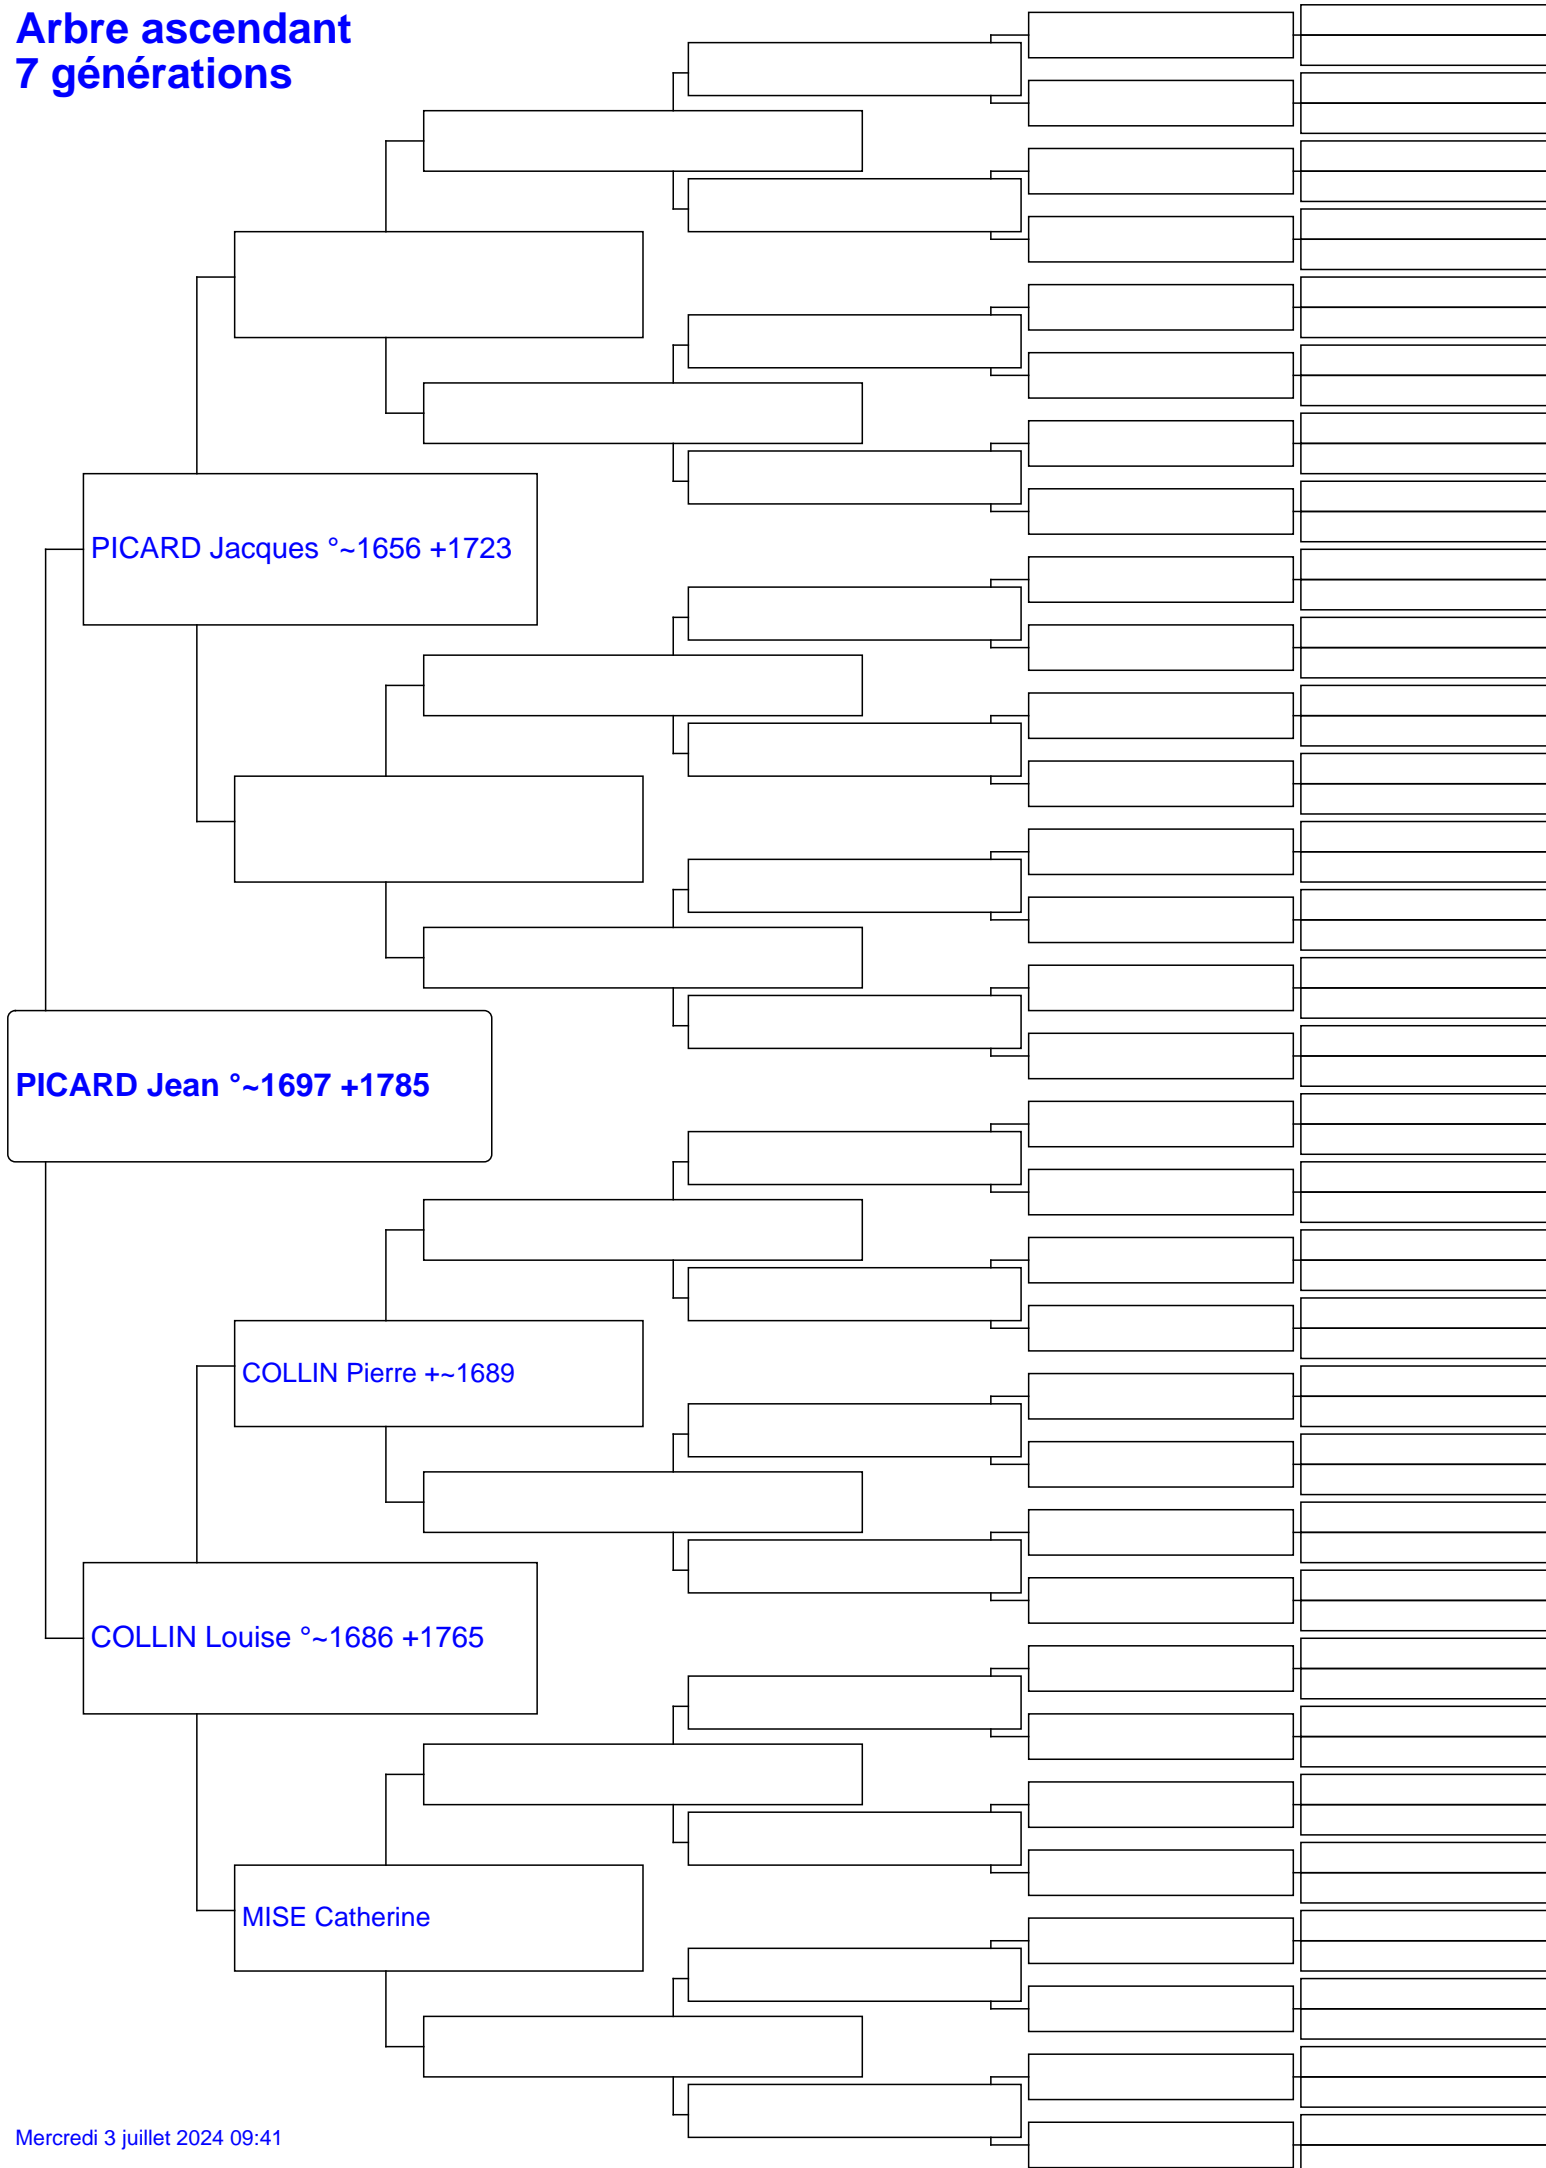 Arbre ascendant
7 générations
PICARD Jacques °~1656 +1723
PICARD Jean °~1697 +1785
COLLIN Pierre +~1689
COLLIN Louise °~1686 +1765
MISE Catherine
Mercredi 3 juillet 2024 09:41